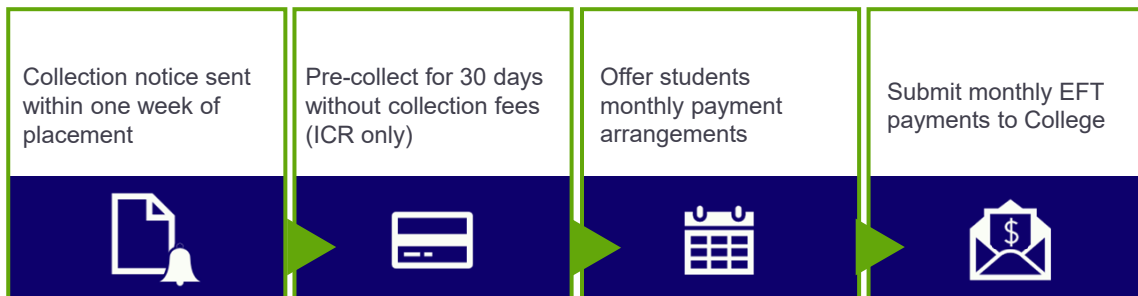 Collection notice sent
within one week of
placement
Pre-collect for 30 days
without collection fees
(ICR only)
Offer students
monthly payment
arrangements
Submit monthly EFT
payments to College
$